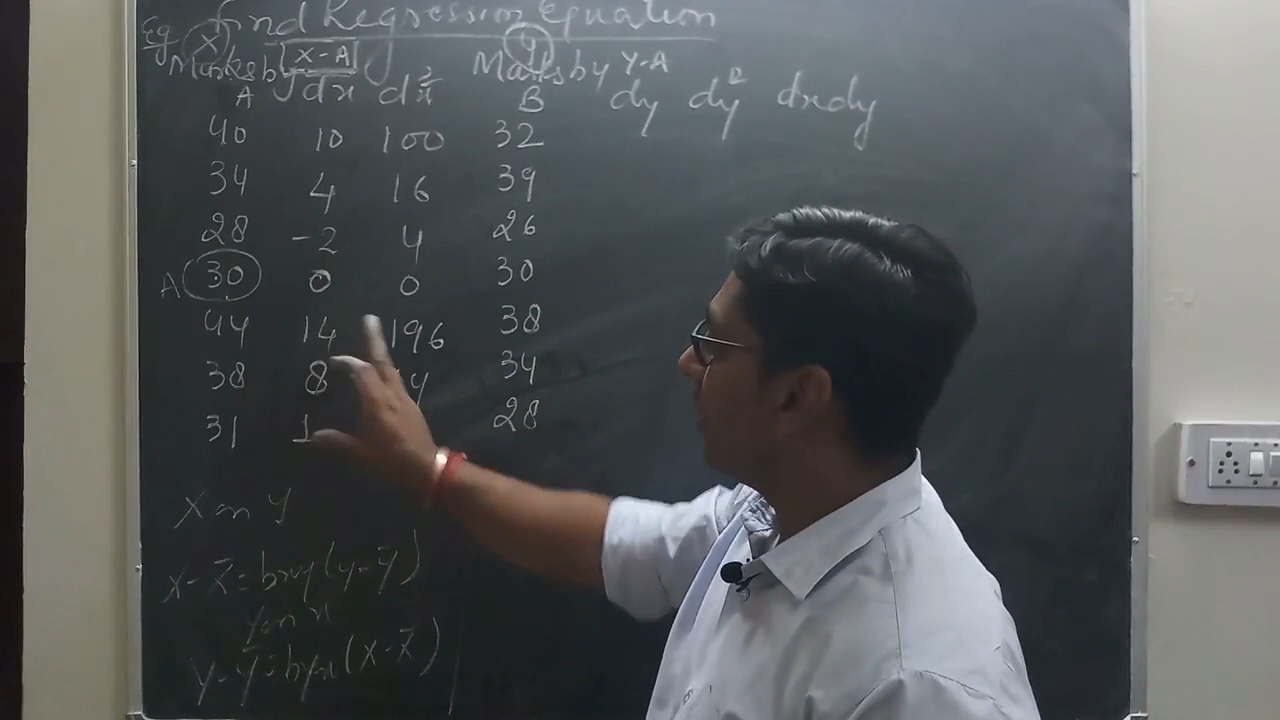 Eg Find Regression Equation
X X-A y
Marks by Marks by Y-A
A dx dx² B dy dy² dxdy
40 10 100 32
34 4 16 39
28 -2 4 26
A 30 0 0 30
44 14 196 38
38 8 4 34
31 1 28
X on y
x-x̄=bxy(y-ȳ)
y on x
y-ȳ=byx(x-x̄)